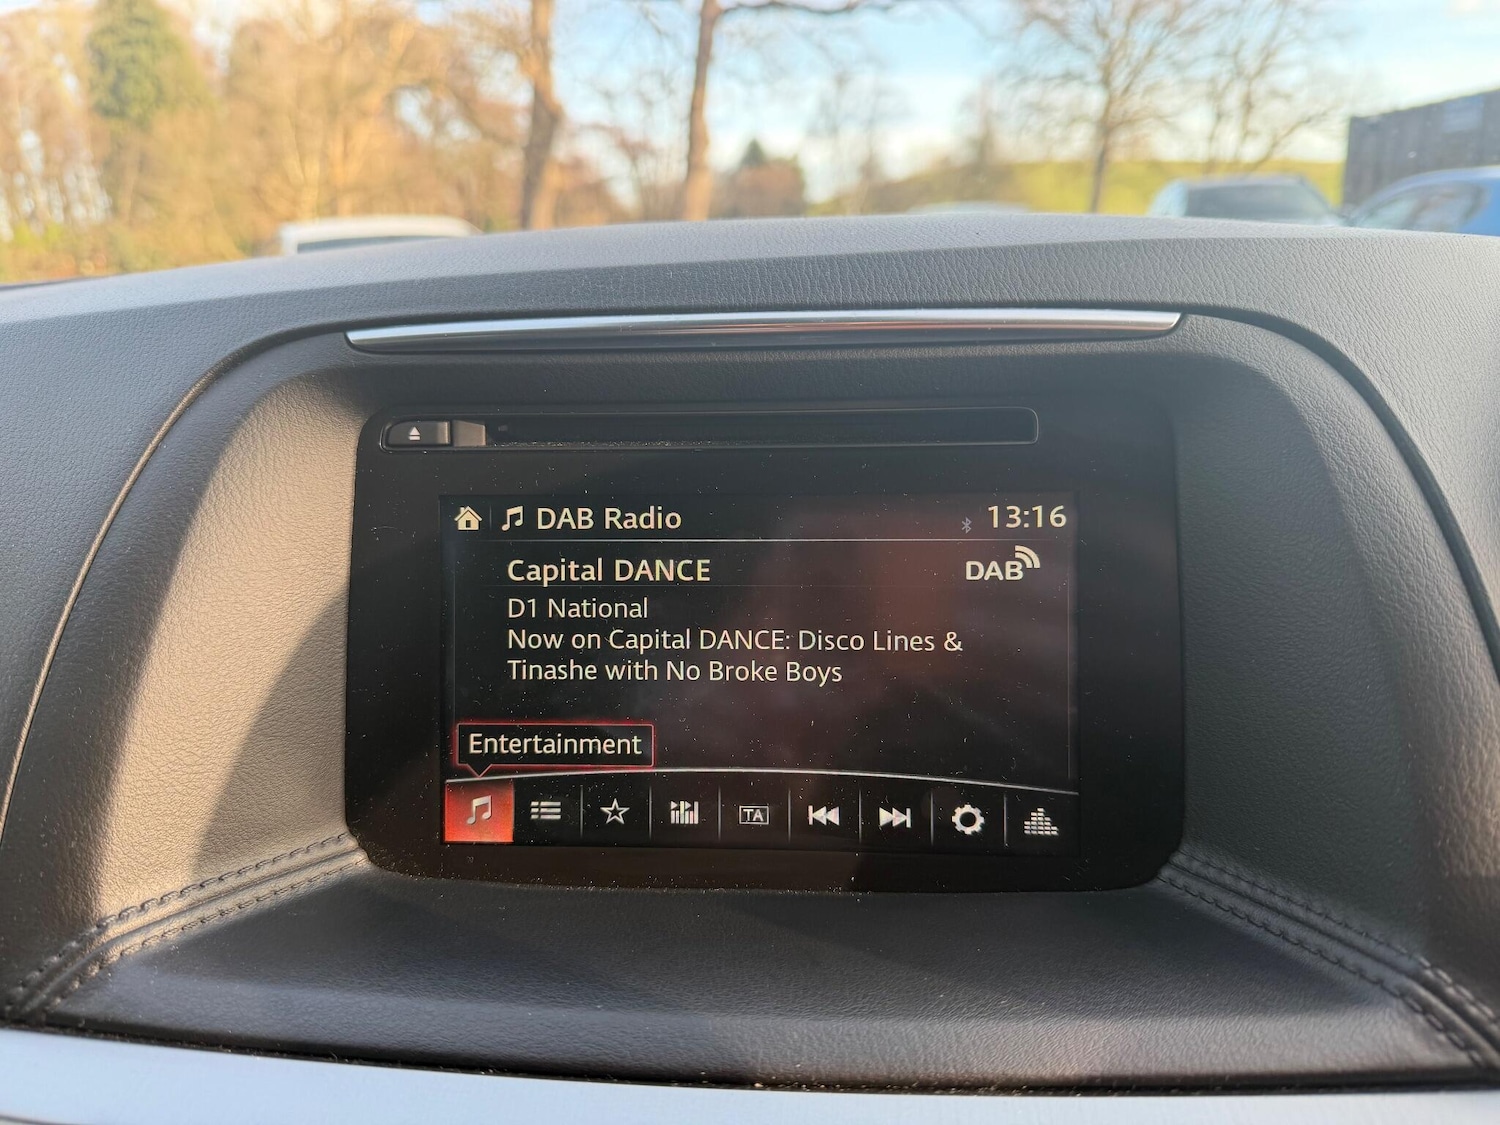 DAB Radio 13:16
Capital DANCE DAB
D1 National
Now on Capital DANCE: Disco Lines &
Tinashe with No Broke Boys
Entertainment
TA